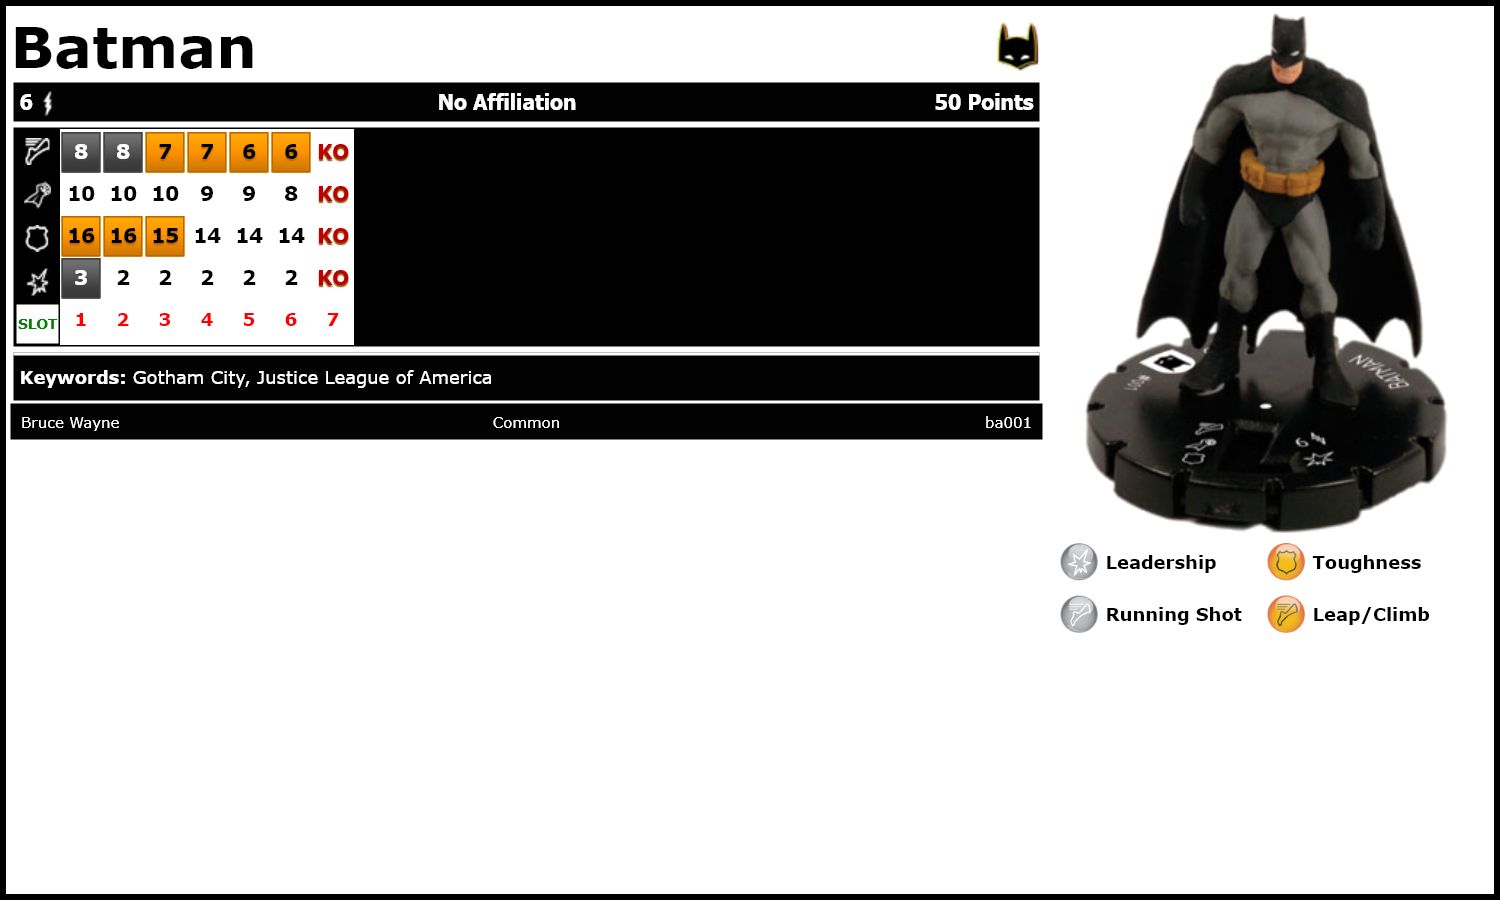 Batman
6 No Affiliation 50 Points
8 8 7 7 6 6 KO
10 10 10 9 9 8 KO
16 16 15 14 14 14 KO
3 2 2 2 2 2 KO
SLOT 1 2 3 4 5 6 7
Keywords: Gotham City, Justice League of America
Bruce Wayne Common ba001
#001
BATMAN
6
Leadership Toughness
Running Shot Leap/Climb